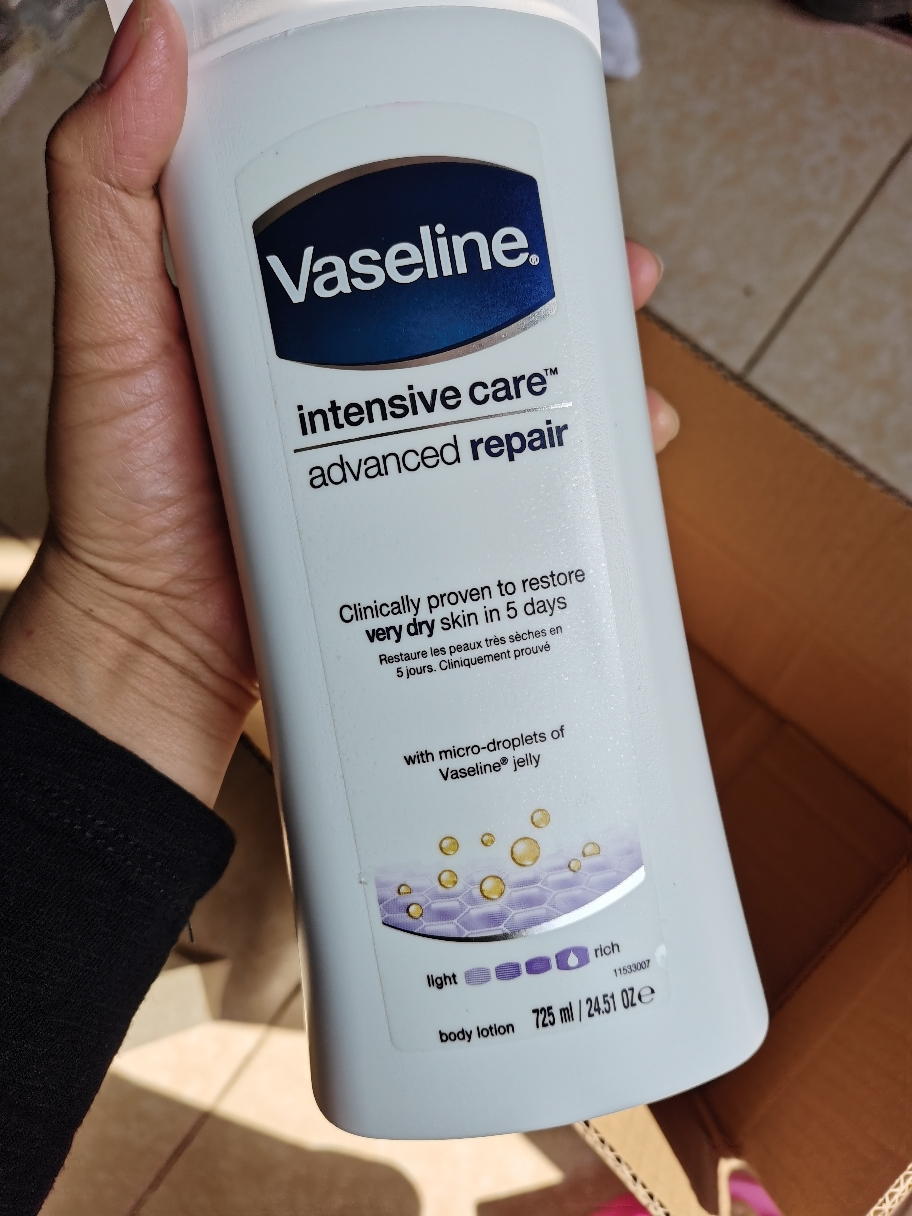 Vaseline®
intensive care™
advanced repair
Clinically proven to restore
very dry skin in 5 days
Restaure les peaux très sèches en
5 jours. Cliniquement prouvé
with micro-droplets of
Vaseline® jelly
light rich
11533007
body lotion 725 ml / 24.51 OZ℮